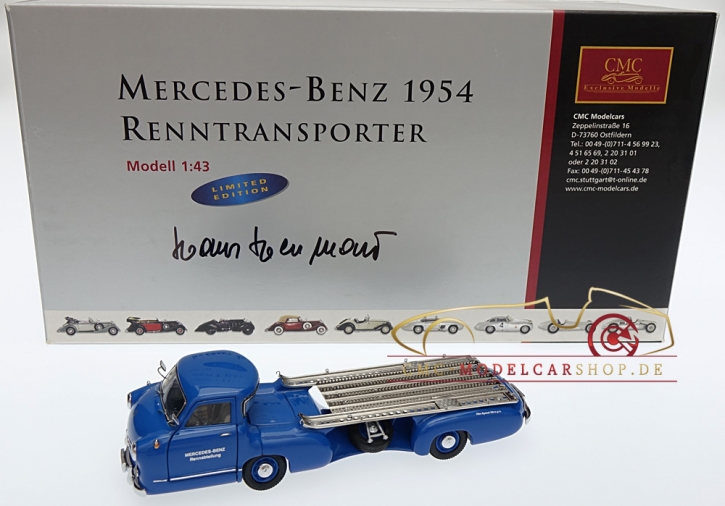 MERCEDES-BENZ 1954
RENNTRANSPORTER
Modell 1:43
LIMITED
EDITION
CMC
Exclusive Modelle
CMC Modelcars
Zeppelinstraße 16
D-73760 Ostfildern
Tel.: 00 49-(0)711-4 56 99 23,
4 51 65 69, 2 20 31 01
oder 2 20 31 02
Fax: 00 49-(0)711-45 43 78
cmc.stuttgart@t-online.de
www.cmc-modelcars.de
MODELCARSHOP.DE
MERCEDES-BENZ
Rennabteilung